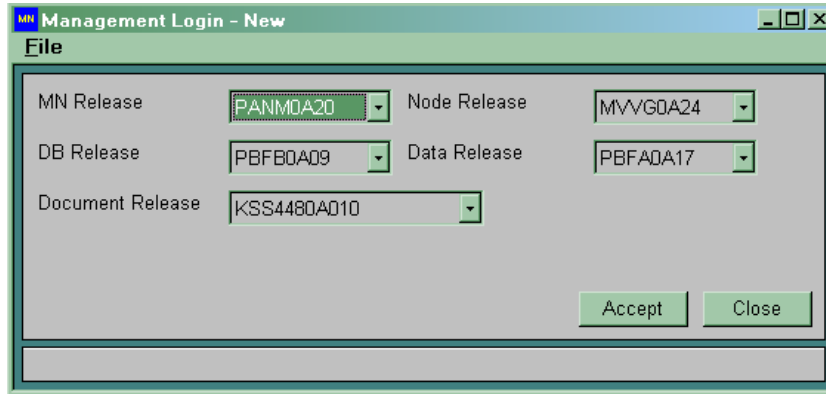 MN Management Login - New
File
MN Release PANM0A20 Node Release MVVG0A24
DB Release PBFB0A09 Data Release PBFA0A17
Document Release KSS4480A010
Accept Close